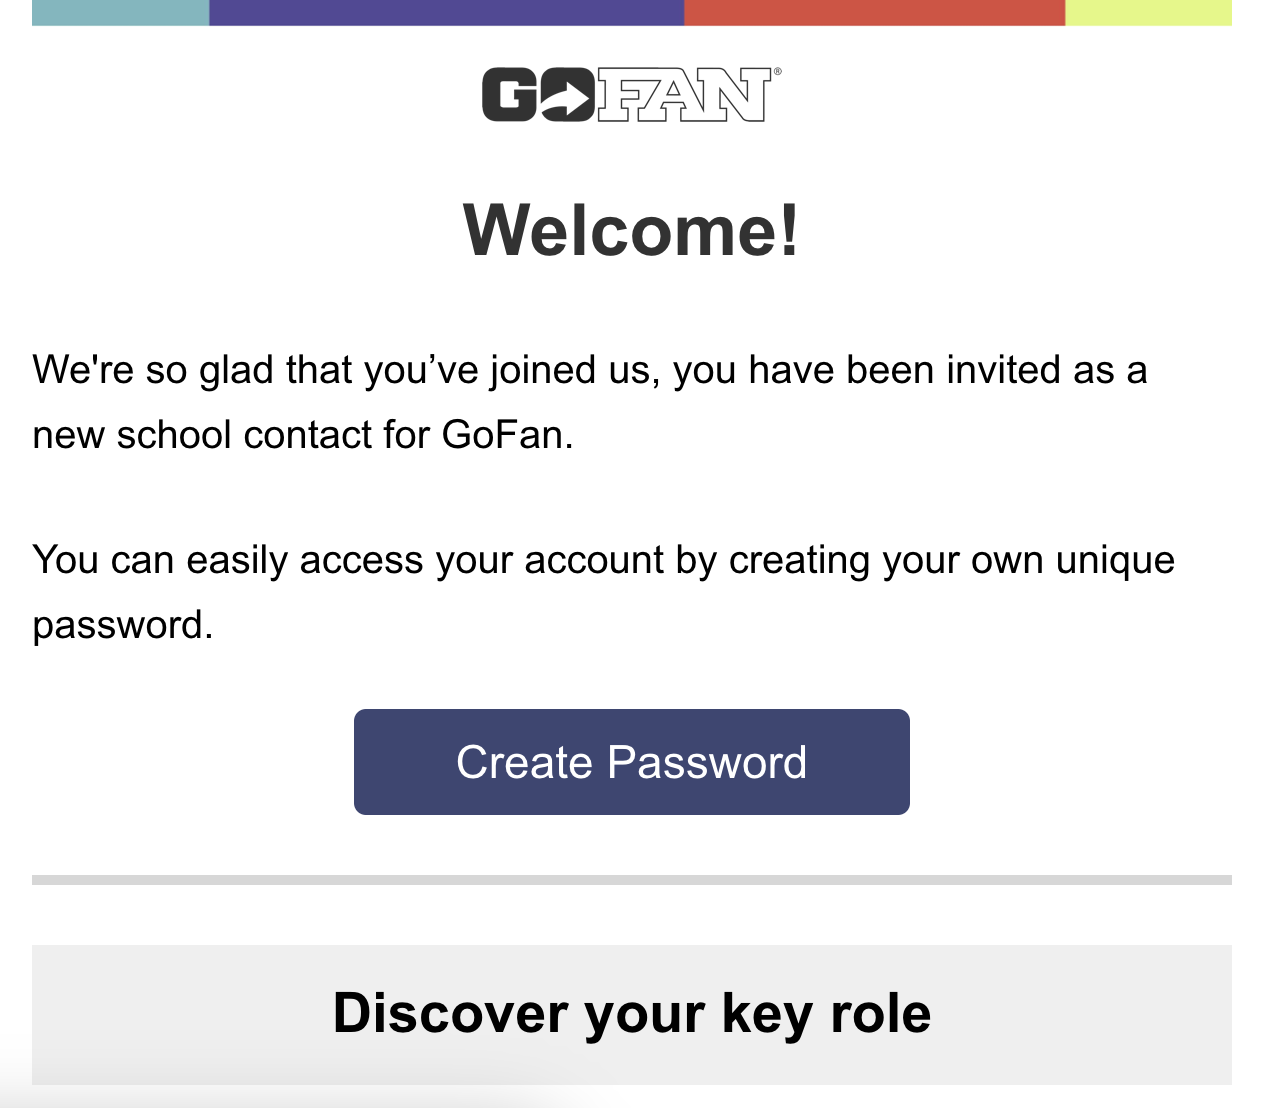 GOFAN®
Welcome!
We're so glad that you’ve joined us, you have been invited as a
new school contact for GoFan.
You can easily access your account by creating your own unique
password.
Create Password
Discover your key role